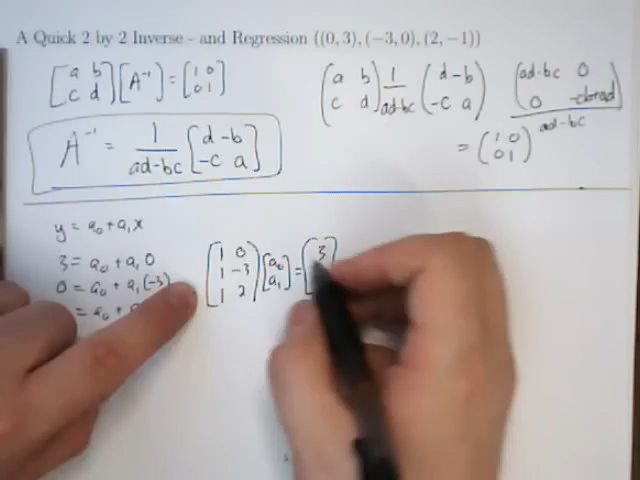 A Quick 2 by 2 Inverse - and Regression ((0, 3), (−3, 0), (2, −1))
[a b; c d] [A⁻¹] = [1 0; 0 1]
A⁻¹ = 1/(ad-bc) [d -b; -c a]
(a b; c d) 1/(ad-bc) (d -b; -c a)
(ad-bc 0; 0 -cb+ad) / ad-bc
= (1 0; 0 1)
y = a₀ + a₁x
3 = a₀ + a₁0
0 = a₀ + a₁(-3)
= a₀ +
[1 0; 1 -3; 1 2] [a₀; a₁] = [3